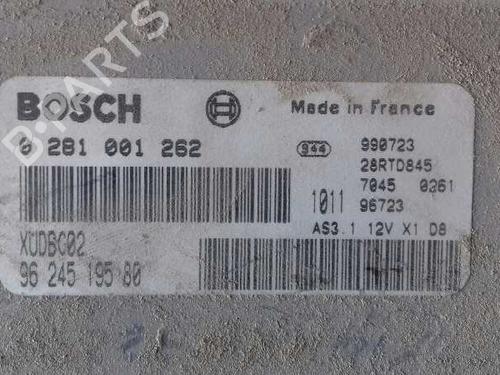 B-PARTS
BOSCH
Made in France
0 281 001 262
944
990723
28RTD845
7045 0261
1011
96723
AS3.1 12V X1 D8
XUDBC02
96 245 195 80